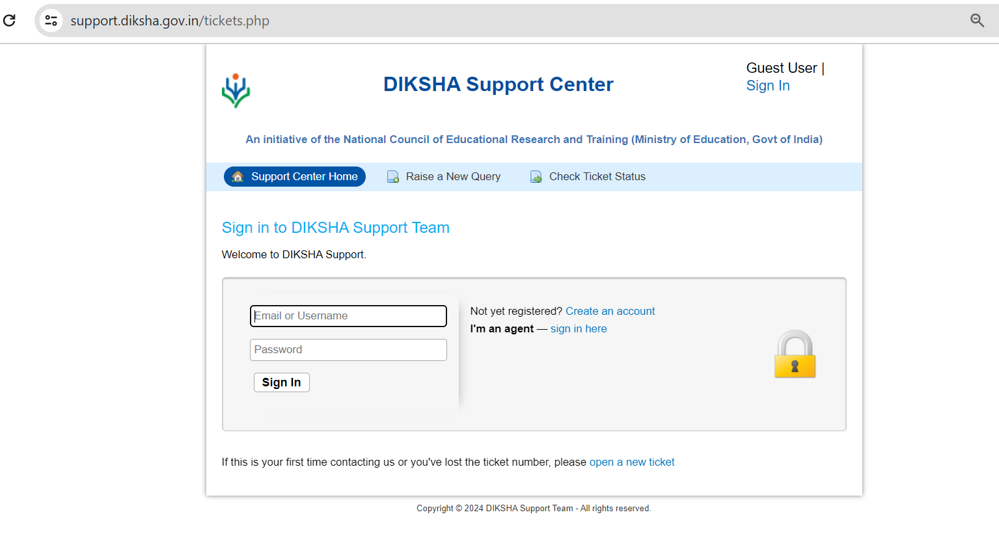 support.diksha.gov.in/tickets.php
Guest User |
Sign In
DIKSHA Support Center
An initiative of the National Council of Educational Research and Training (Ministry of Education, Govt of India)
Support Center Home
Raise a New Query
Check Ticket Status
Sign in to DIKSHA Support Team
Welcome to DIKSHA Support.
Email or Username
Password
Sign In
Not yet registered? Create an account
I'm an agent — sign in here
If this is your first time contacting us or you've lost the ticket number, please open a new ticket
Copyright © 2024 DIKSHA Support Team - All rights reserved.